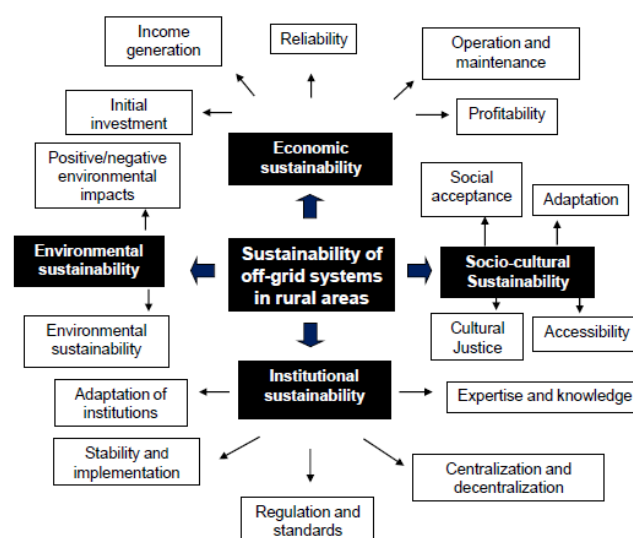 Income
generation
Reliability
Operation and
maintenance
Initial
investment
Profitability
Economic
sustainability
Positive/negative
environmental
impacts
Social
acceptance
Adaptation
Environmental
sustainability
Sustainability of
off-grid systems
in rural areas
Socio-cultural
Sustainability
Environmental
sustainability
Cultural
Justice
Accessibility
Institutional
sustainability
Adaptation of
institutions
Expertise and knowledge
Stability and
implementation
Centralization and
decentralization
Regulation and
standards